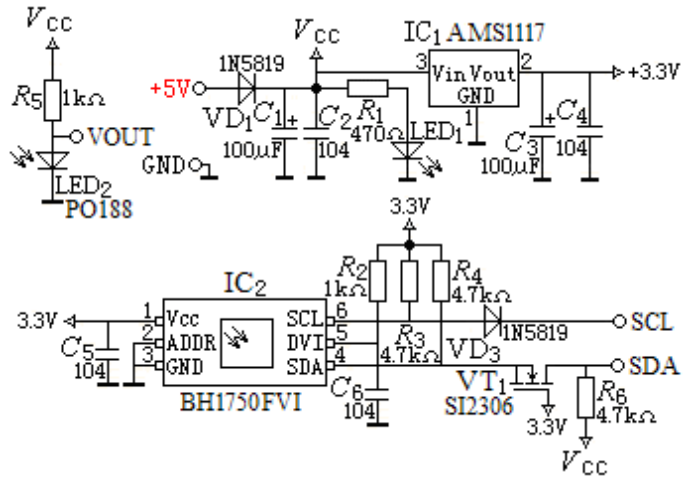 VCC
R5
1kΩ
VOUT
LED2
PO188
VCC
IC1 AMS1117
1N5819
+5V
VD1
C1
+
100μF
C2
104
R1
470Ω
LED1
GND
3
Vin Vout
2
GND
1
+3.3V
C3
+
100μF
C4
104
3.3V
IC2
R2
1kΩ
R3
4.7kΩ
R4
4.7kΩ
3.3V
1
Vcc
2
ADDR
3
GND
SCL
6
DVI
5
SDA
4
C5
104
BH1750FVI
C6
104
1N5819
VD3
SCL
SDA
VT1
SI2306
3.3V
R6
4.7kΩ
VCC